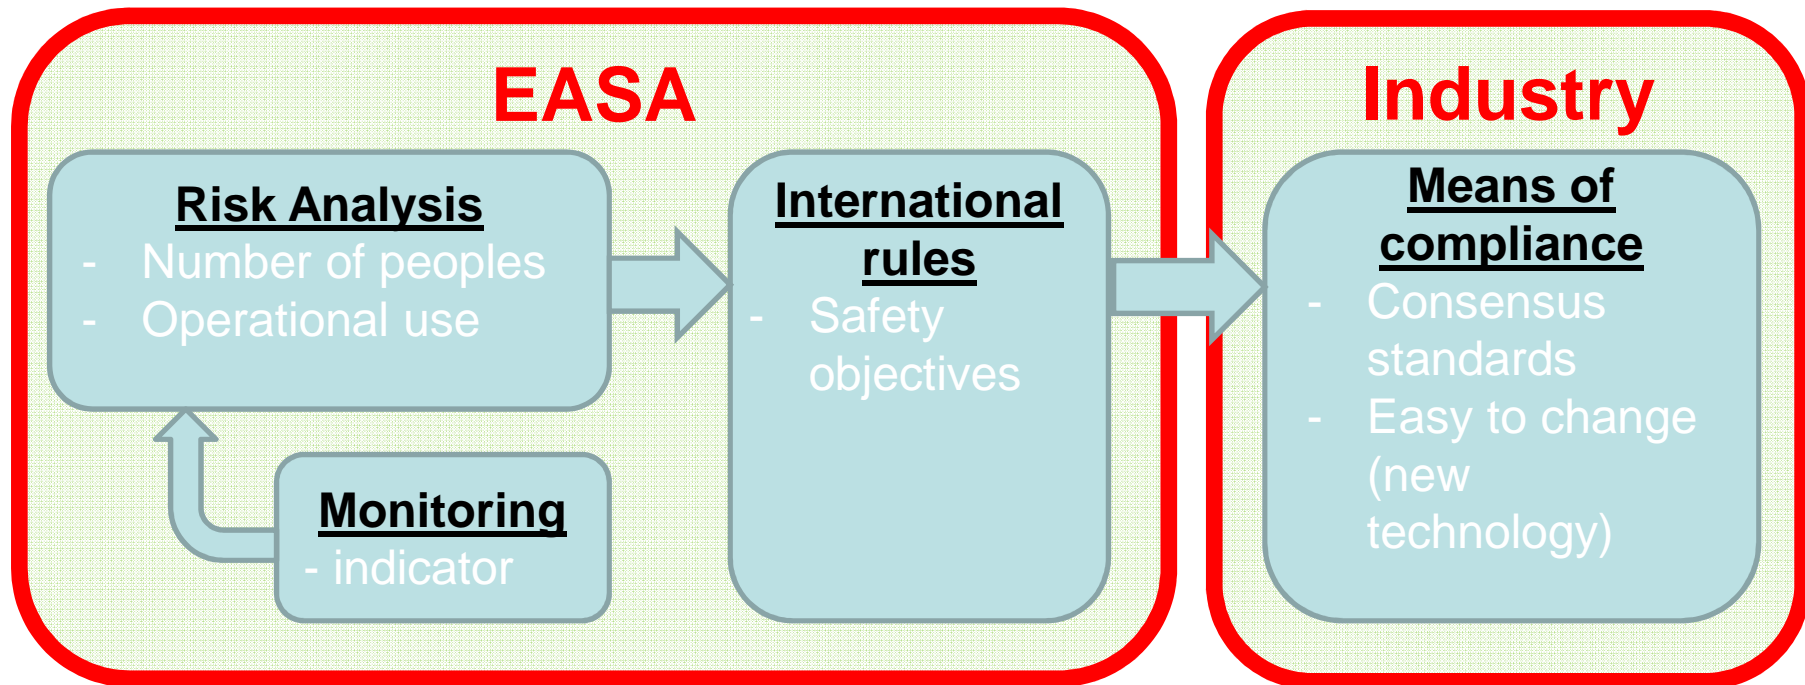 EASA
Risk Analysis
- Number of peoples
- Operational use
Monitoring
- indicator
International
rules
- Safety
objectives
Industry
Means of
compliance
- Consensus
standards
- Easy to change
(new
technology)